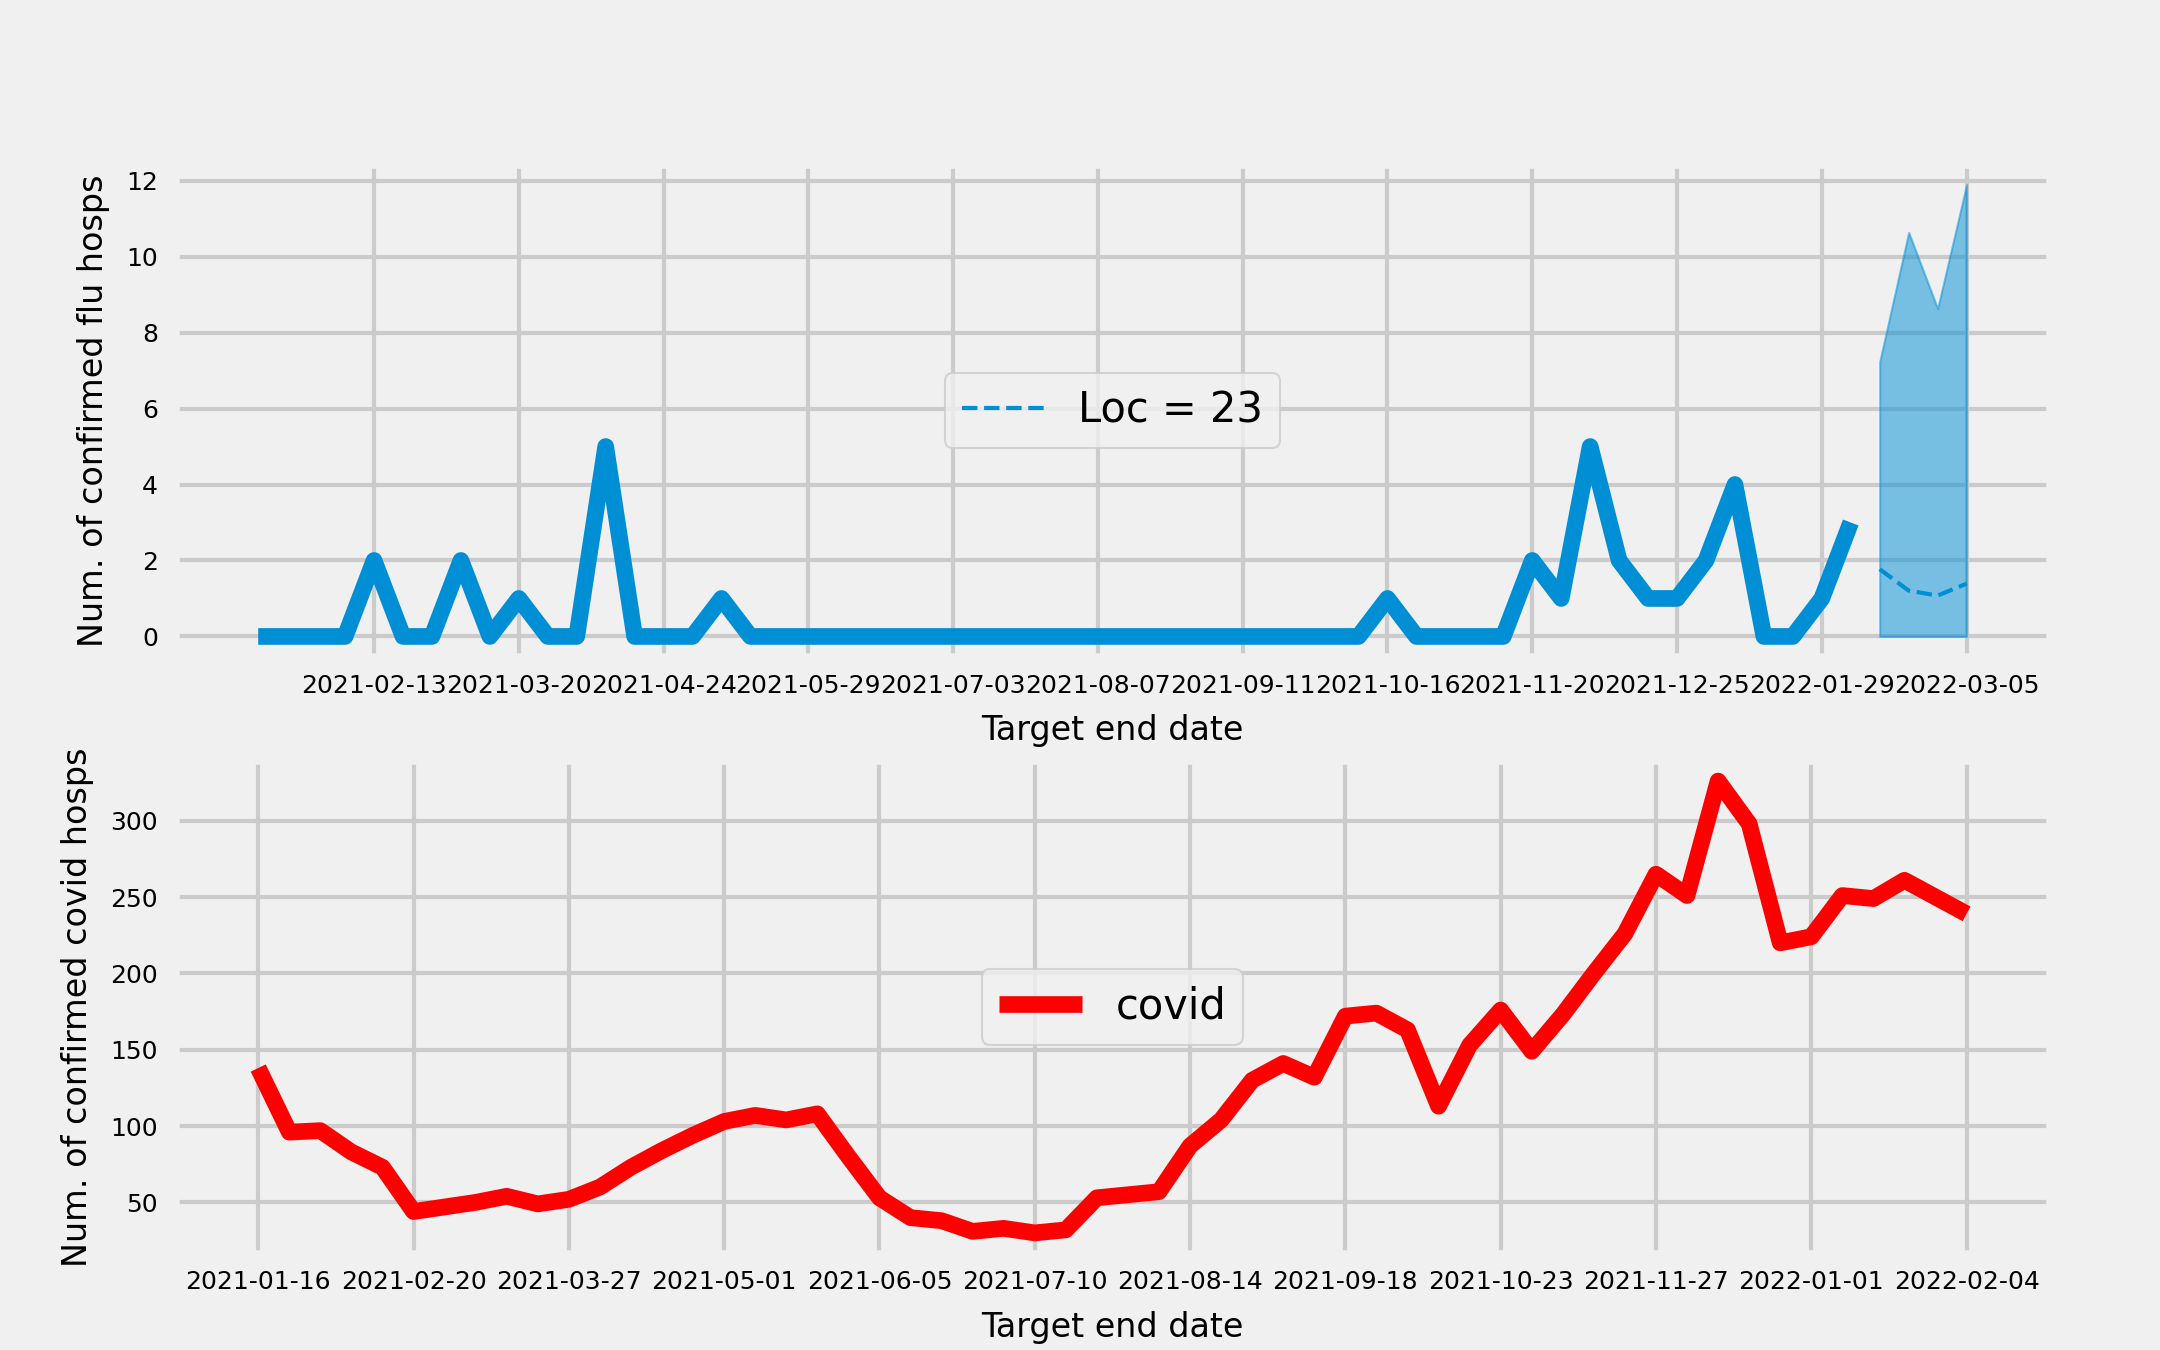 Num. of confirmed flu hosps
12
10
8
6
4
2
0
Loc = 23
2021-02-13 2021-03-20 2021-04-24 2021-05-29 2021-07-03 2021-08-07 2021-09-11 2021-10-16 2021-11-20 2021-12-25 2022-01-29 2022-03-05
Target end date
Num. of confirmed covid hosps
300
250
200
150
100
50
covid
2021-01-16 2021-02-20 2021-03-27 2021-05-01 2021-06-05 2021-07-10 2021-08-14 2021-09-18 2021-10-23 2021-11-27 2022-01-01 2022-02-04
Target end date